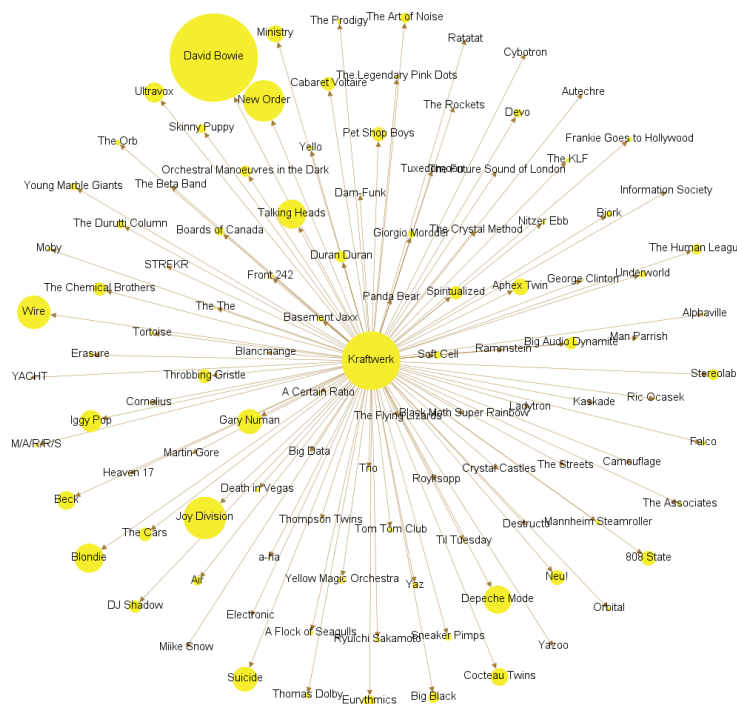 The Art of Noise
The Prodigy
Ministry
Ratatat
Cybotron
David Bowie
The Legendary Pink Dots
Cabaret Voltaire
Ultravox
Autechre
New Order
The Rockets
Devo
Skinny Puppy
Pet Shop Boys
Frankie Goes to Hollywood
The Orb
Yello
The KLF
Orchestral Manoeuvres in the Dark
Tuxedomoon
The Future Sound of London
Young Marble Giants
The Beta Band
Dam-Funk
Information Society
Talking Heads
Bjork
The Durutti Column
Boards of Canada
Giorgio Moroder
The Crystal Method
Nitzer Ebb
Moby
The Human Leagu
Duran Duran
STREKR
Front 242
Underworld
George Clinton
The Chemical Brothers
Aphex Twin
Spiritualized
Panda Bear
The The
Wire
Alphaville
Basement Jaxx
Tortoise
Man Parrish
Big Audio Dynamite
Rammstein
Blancmange
Erasure
Soft Cell
Kraftwerk
Stereolab
YACHT
Throbbing Gristle
A Certain Ratio
Ric Ocasek
Cornelius
Kaskade
Ladytron
Black Moth Super Rainbow
The Flying Lizards
Iggy Pop
Gary Numan
M/A/R/R/S
Falco
Martin Gore
Big Data
Camouflage
The Streets
Crystal Castles
Trio
Heaven 17
Royksopp
Death in Vegas
Beck
The Associates
Joy Division
Thompson Twins
Mannheim Steamroller
Destructo
Tom Tom Club
The Cars
Til Tuesday
Blondie
a-ha
808 State
Neu!
Air
Yellow Magic Orchestra
Yaz
Depeche Mode
DJ Shadow
Orbital
Electronic
A Flock of Seagulls
Ryuichi Sakamoto
Sneaker Pimps
Miike Snow
Yazoo
Suicide
Cocteau Twins
Thomas Dolby
Eurythmics
Big Black